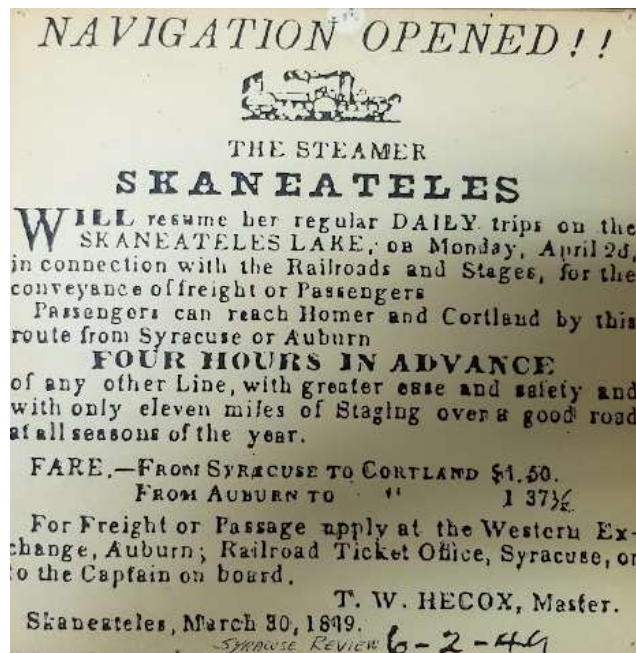 NAVIGATION OPENED!!
THE STEAMER
SKANEATELES
WILL resume her regular DAILY trips on the
SKANEATELES LAKE, on Monday, April 2d,
in connection with the Railroads and Stages, for the
conveyance of freight or Passengers
Passengers can reach Homer and Cortland by this
route from Syracuse or Auburn
FOUR HOURS IN ADVANCE
of any other Line, with greater ease and safety and
with only eleven miles of Staging over a good road
at all seasons of the year.
FARE.—FROM SYRACUSE TO CORTLAND $1.50.
FROM AUBURN TO " 1 37½
For Freight or Passage apply at the Western Ex-
change, Auburn; Railroad Ticket Office, Syracuse, or
to the Captain on board.
T. W. HECOX, Master.
Skaneateles, March 30, 1849.
SYRACUSE REVIEW 6-2-49